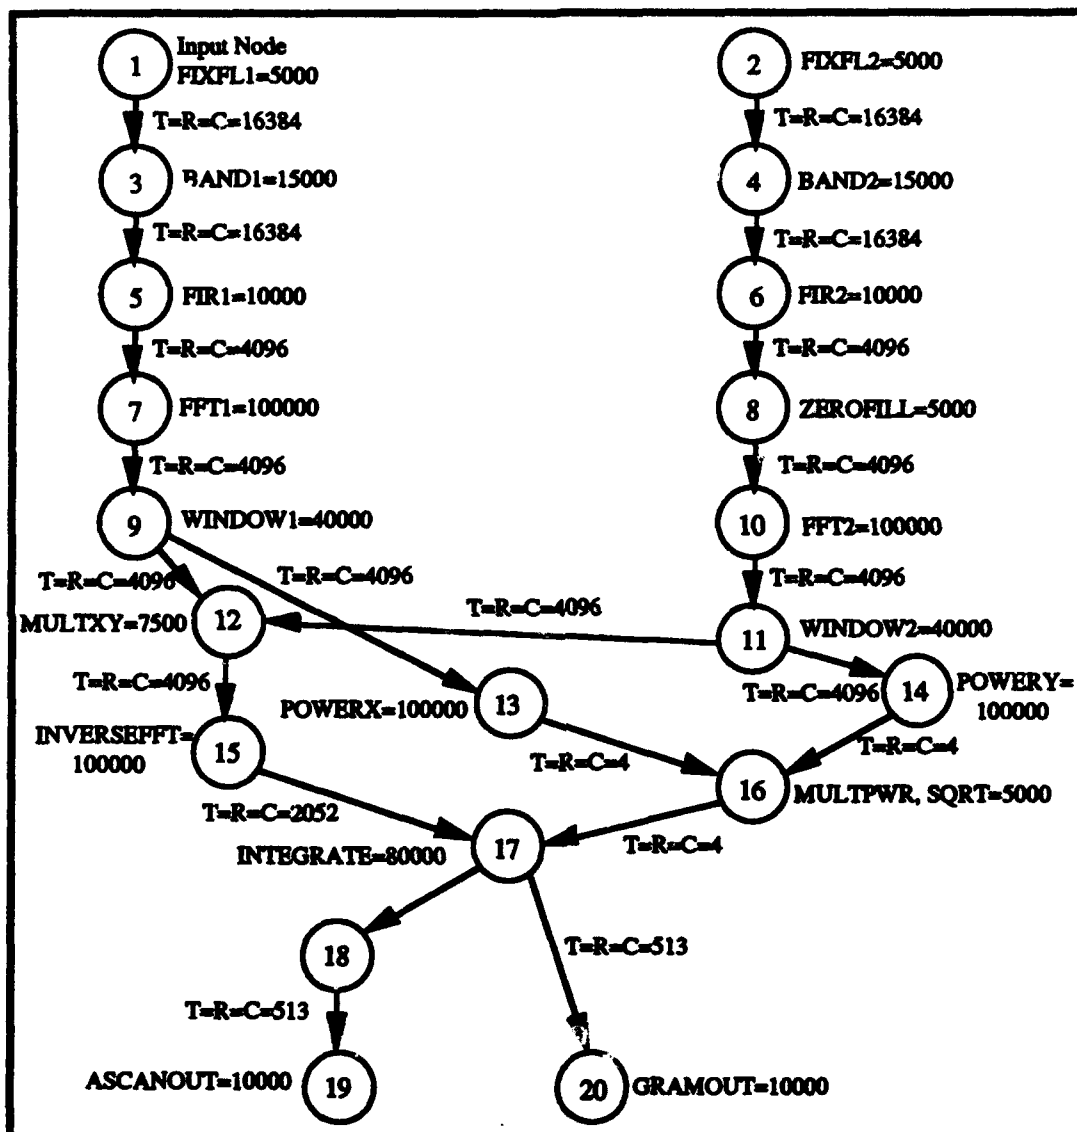 Input Node
1
FIXFL1=5000
2
FIXFL2=5000
T=R=C=16384
T=R=C=16384
3
BAND1=15000
4
BAND2=15000
T=R=C=16384
T=R=C=16384
5
FIR1=10000
6
FIR2=10000
T=R=C=4096
T=R=C=4096
7
FFT1=100000
8
ZEROFILL=5000
T=R=C=4096
T=R=C=4096
9
WINDOW1=40000
10
FFT2=100000
T=R=C=4096
T=R=C=4096
T=R=C=4096
T=R=C=4096
MULTXY=7500
12
11
WINDOW2=40000
T=R=C=4096
T=R=C=4096
POWERX=100000
13
14
POWERY=
100000
INVERSEFFT=
100000
15
T=R=C=4
T=R=C=4
16
MULTPWR, SQRT=5000
T=R=C=2052
T=R=C=4
INTEGRATE=80000
17
18
T=R=C=513
T=R=C=513
ASCANOUT=10000
19
20
GRAMOUT=10000